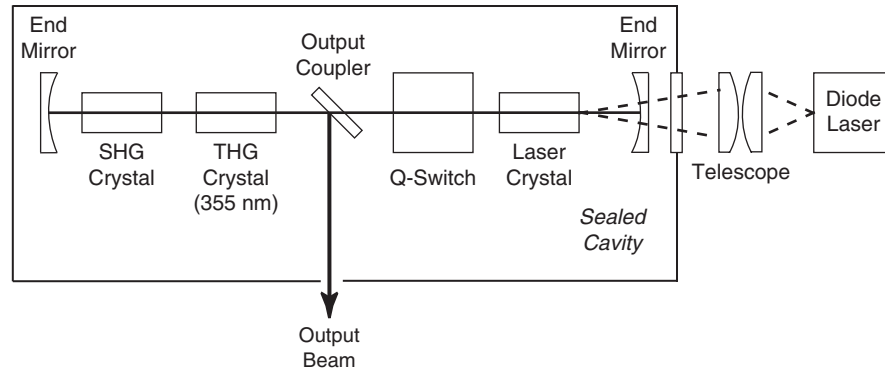 End
Mirror
Output
Coupler
End
Mirror
Diode
Laser
SHG
Crystal
THG
Crystal
(355 nm)
Q-Switch
Laser
Crystal
Telescope
Sealed
Cavity
Output
Beam